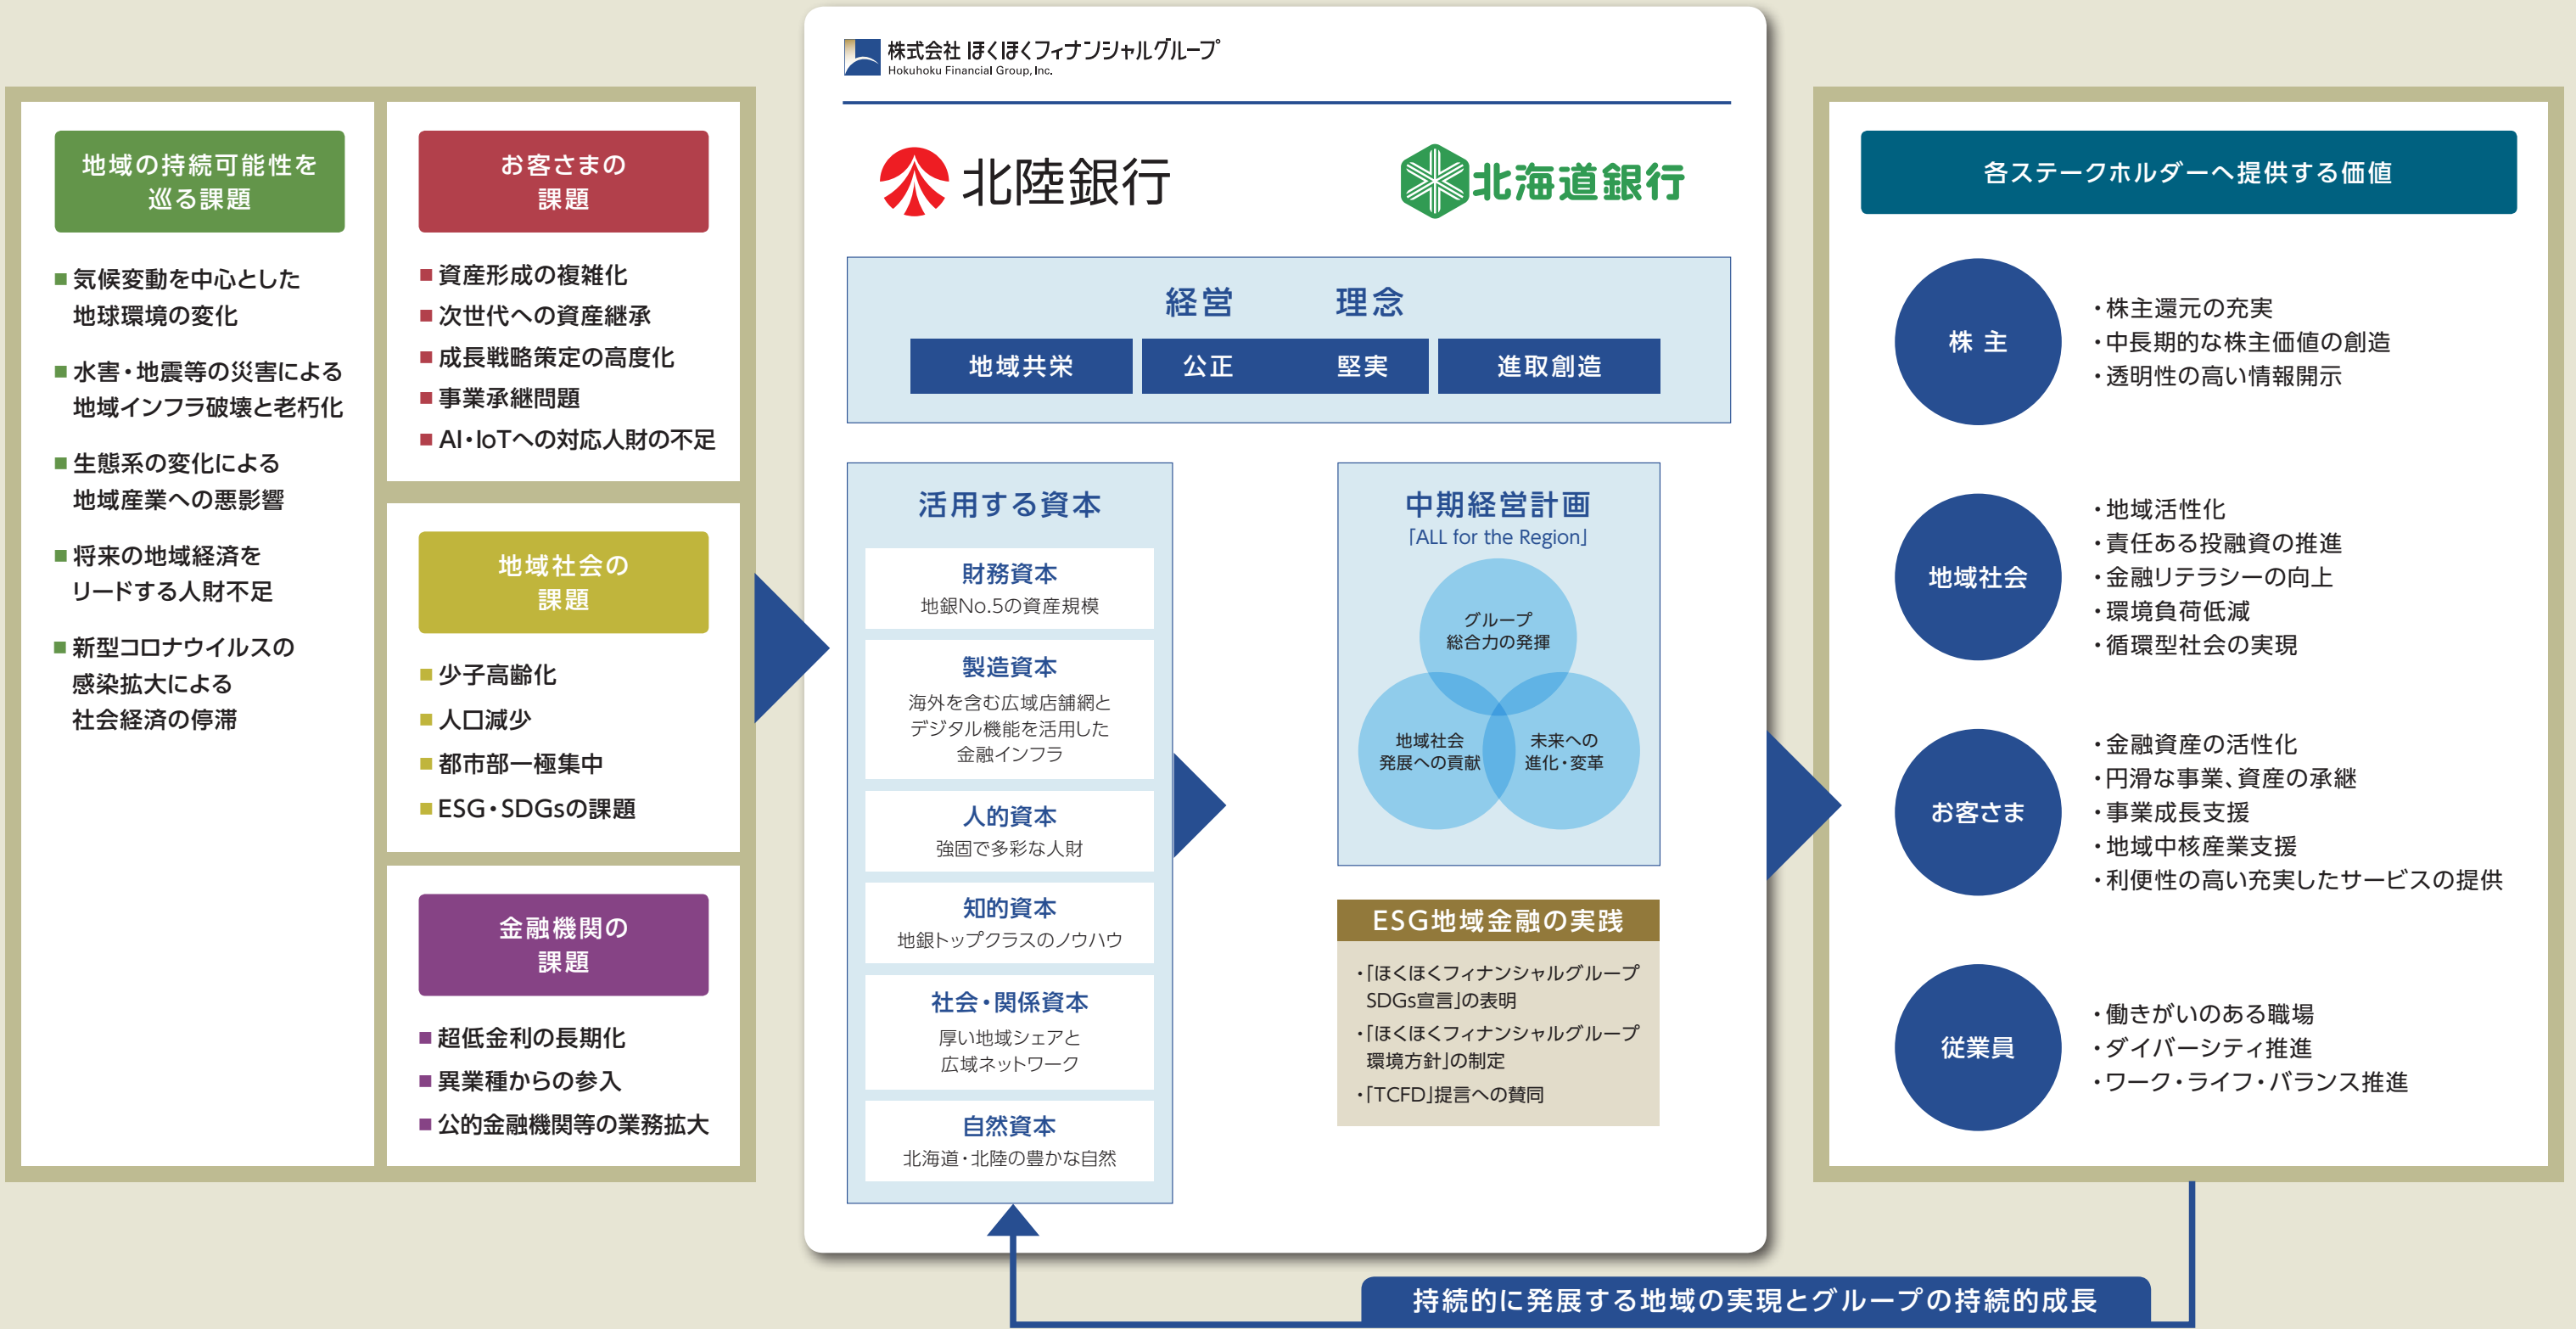 地域の持続可能性を
巡る課題
■気候変動を中心とした
地球環境の変化
■水害・地震等の災害による
地域インフラ破壊と老朽化
■生態系の変化による
地域産業への悪影響
■将来の地域経済を
リードする人財不足
■新型コロナウイルスの
感染拡大による
社会経済の停滞
お客さまの
課題
■資産形成の複雑化
■次世代への資産継承
■成長戦略策定の高度化
■事業承継問題
■AI・IoTへの対応人財の不足
地域社会の
課題
■少子高齢化
■人口減少
■都市部一極集中
■ESG・SDGsの課題
金融機関の
課題
■超低金利の長期化
■異業種からの参入
■公的金融機関等の業務拡大
株式会社 ほくほくフィナンシャルグループ
Hokuhoku Financial Group, Inc.
北陸銀行
北海道銀行
経営 理念
地域共栄
公正 堅実
進取創造
活用する資本
財務資本
地銀No.5の資産規模
製造資本
海外を含む広域店舗網と
デジタル機能を活用した
金融インフラ
人的資本
強固で多彩な人財
知的資本
地銀トップクラスのノウハウ
社会・関係資本
厚い地域シェアと
広域ネットワーク
自然資本
北海道・北陸の豊かな自然
中期経営計画
「ALL for the Region」
グループ
総合力の発揮
地域社会
発展への貢献
未来への
進化・変革
ESG地域金融の実践
・「ほくほくフィナンシャルグループ
SDGs宣言」の表明
・「ほくほくフィナンシャルグループ
環境方針」の制定
・「TCFD」提言への賛同
各ステークホルダーへ提供する価値
株 主
・株主還元の充実
・中長期的な株主価値の創造
・透明性の高い情報開示
地域社会
・地域活性化
・責任ある投融資の推進
・金融リテラシーの向上
・環境負荷低減
・循環型社会の実現
お客さま
・金融資産の活性化
・円滑な事業、資産の承継
・事業成長支援
・地域中核産業支援
・利便性の高い充実したサービスの提供
従業員
・働きがいのある職場
・ダイバーシティ推進
・ワーク・ライフ・バランス推進
持続的に発展する地域の実現とグループの持続的成長